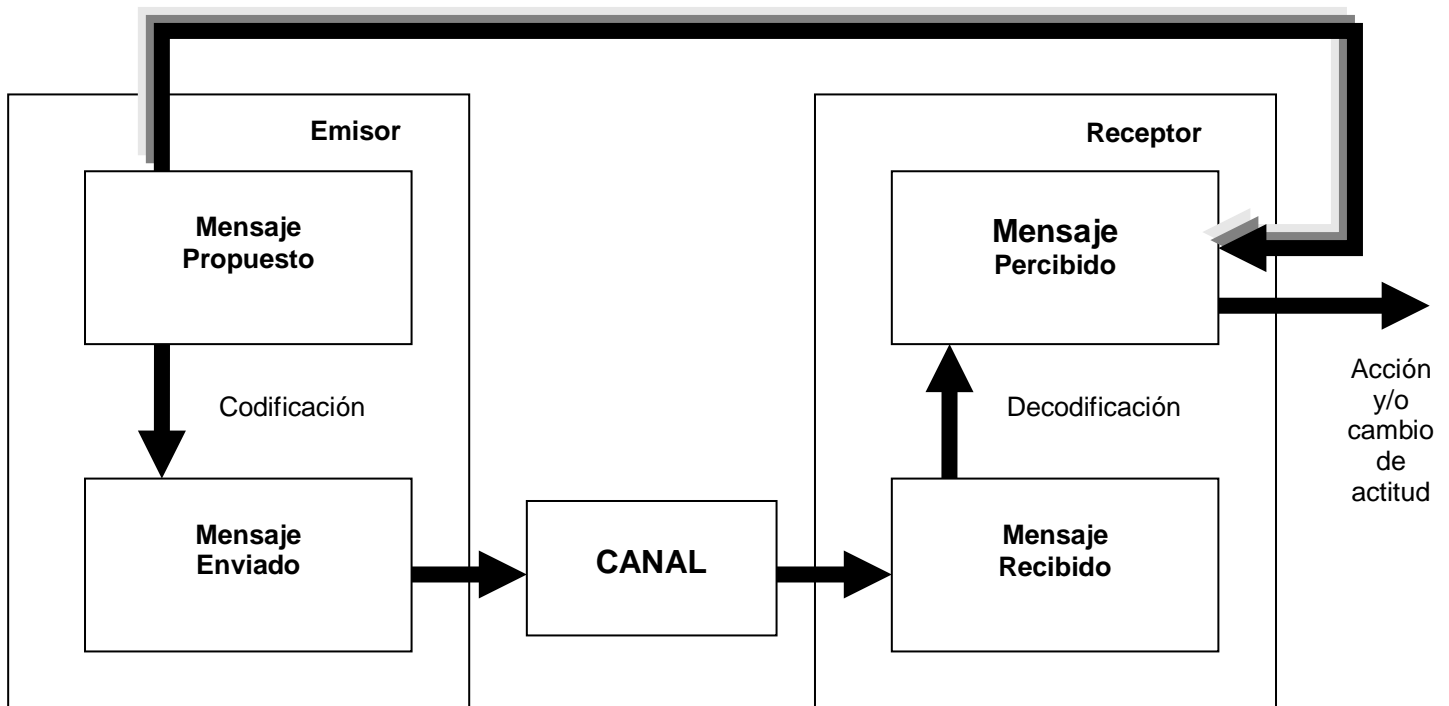 Emisor
Receptor
Mensaje
Propuesto
Mensaje
Percibido
Codificación
Decodificación
Acción
y/o
cambio
de
actitud
Mensaje
Enviado
CANAL
Mensaje
Recibido